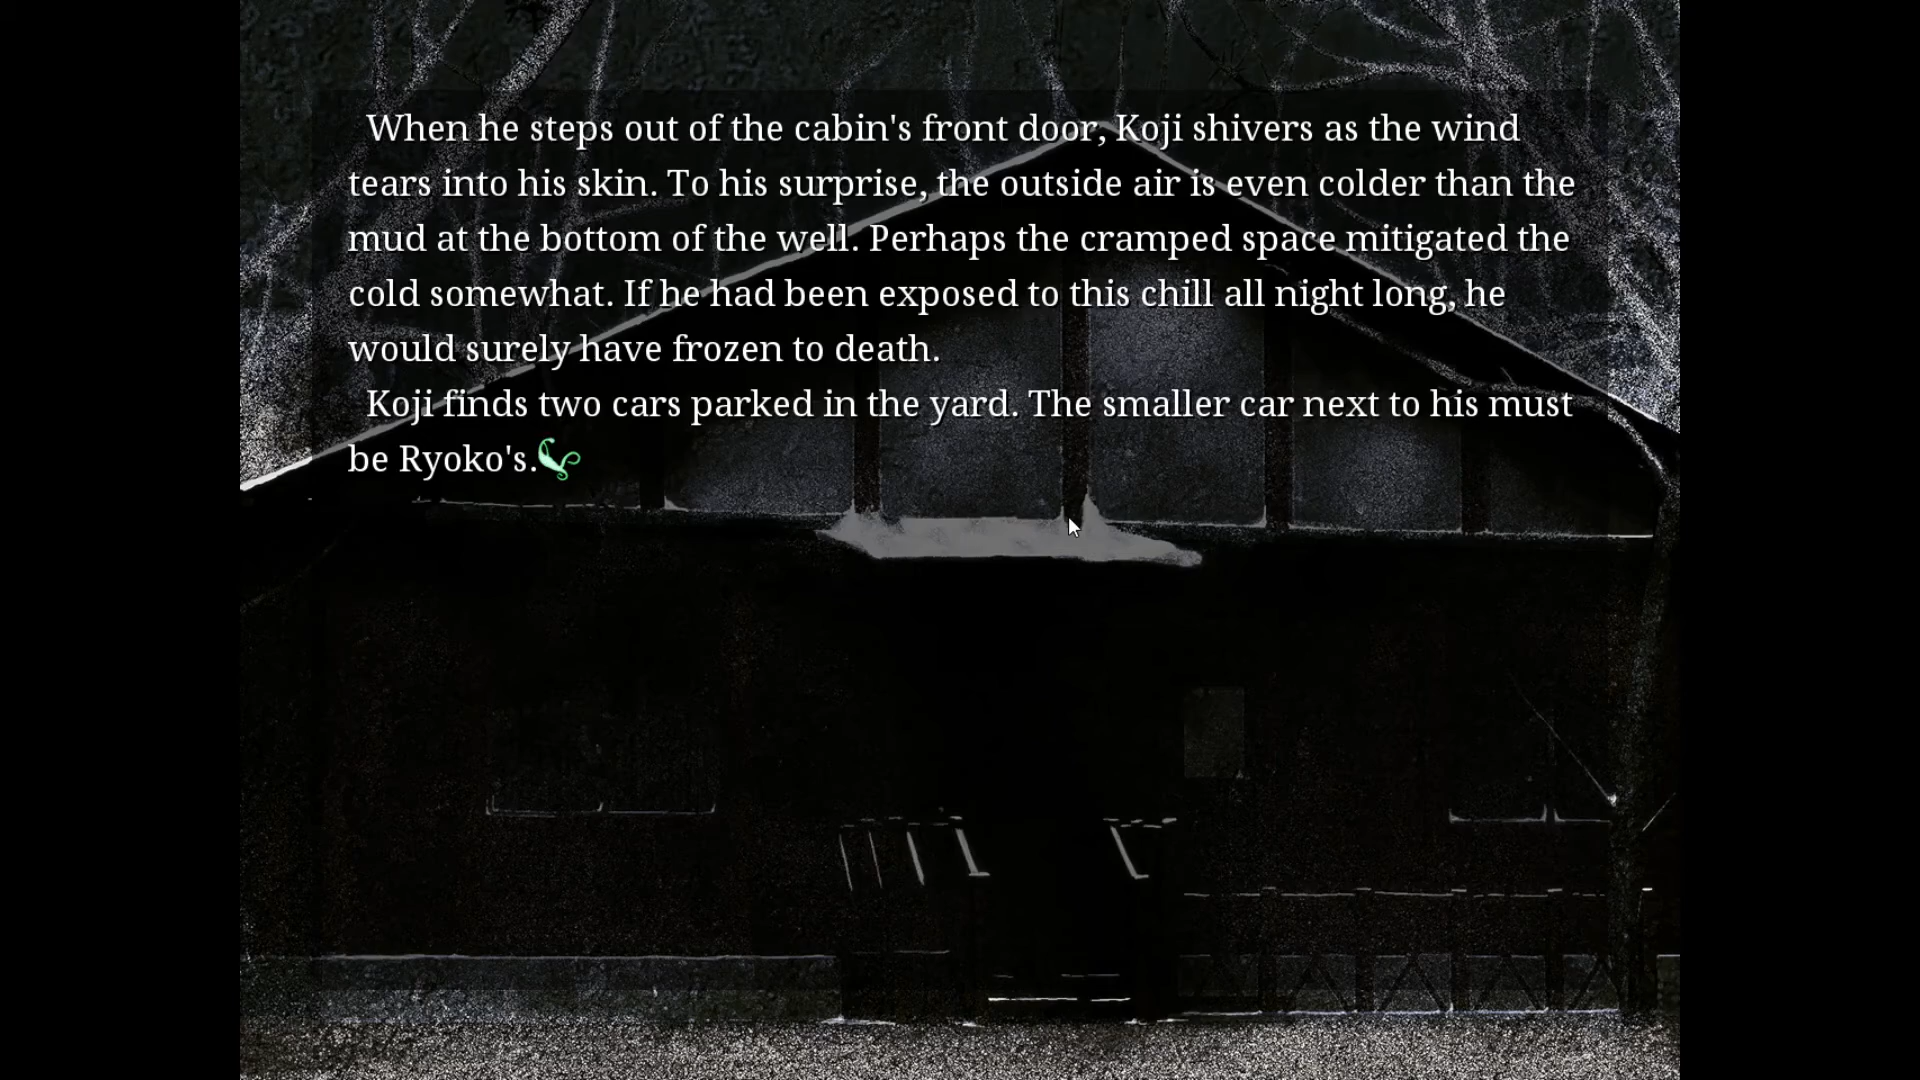 When he steps out of the cabin's front door, Koji shivers as the wind
tears into his skin. To his surprise, the outside air is even colder than the
mud at the bottom of the well. Perhaps the cramped space mitigated the
cold somewhat. If he had been exposed to this chill all night long, he
would surely have frozen to death.
Koji finds two cars parked in the yard. The smaller car next to his must
be Ryoko's.